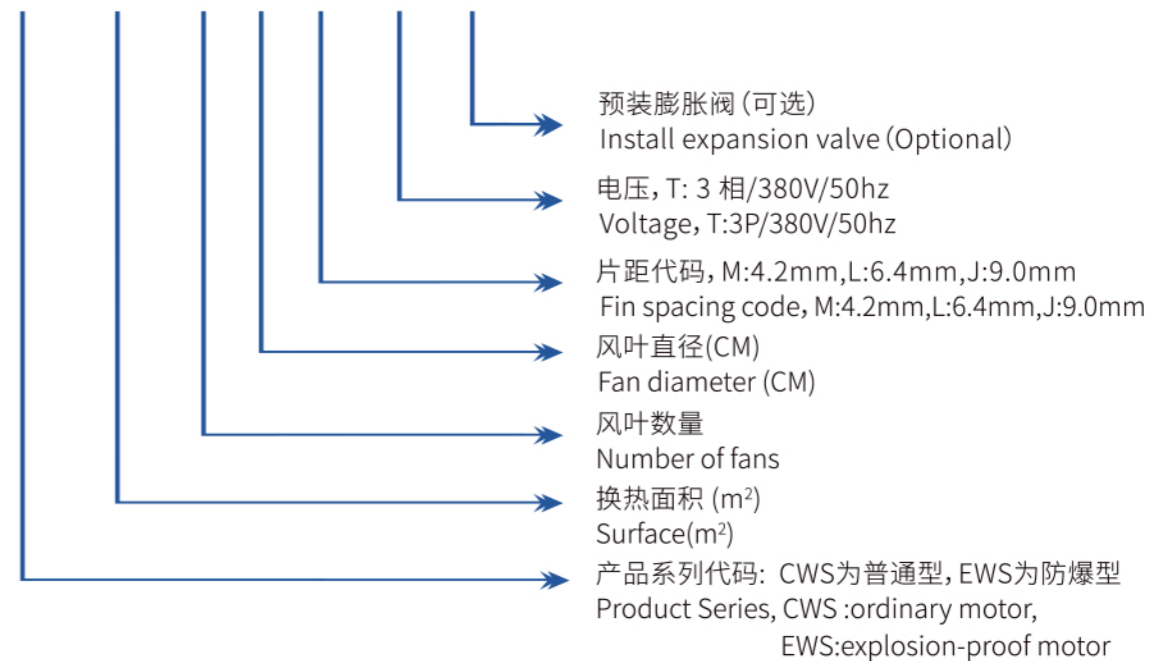 预装膨胀阀（可选）
Install expansion valve（Optional）
电压，T: 3 相/380V/50hz
Voltage，T:3P/380V/50hz
片距代码，M:4.2mm,L:6.4mm,J:9.0mm
Fin spacing code，M:4.2mm,L:6.4mm,J:9.0mm
风叶直径(CM)
Fan diameter (CM)
风叶数量
Number of fans
换热面积 (m²)
Surface(m²)
产品系列代码：CWS为普通型，EWS为防爆型
Product Series, CWS :ordinary motor,
EWS:explosion-proof motor